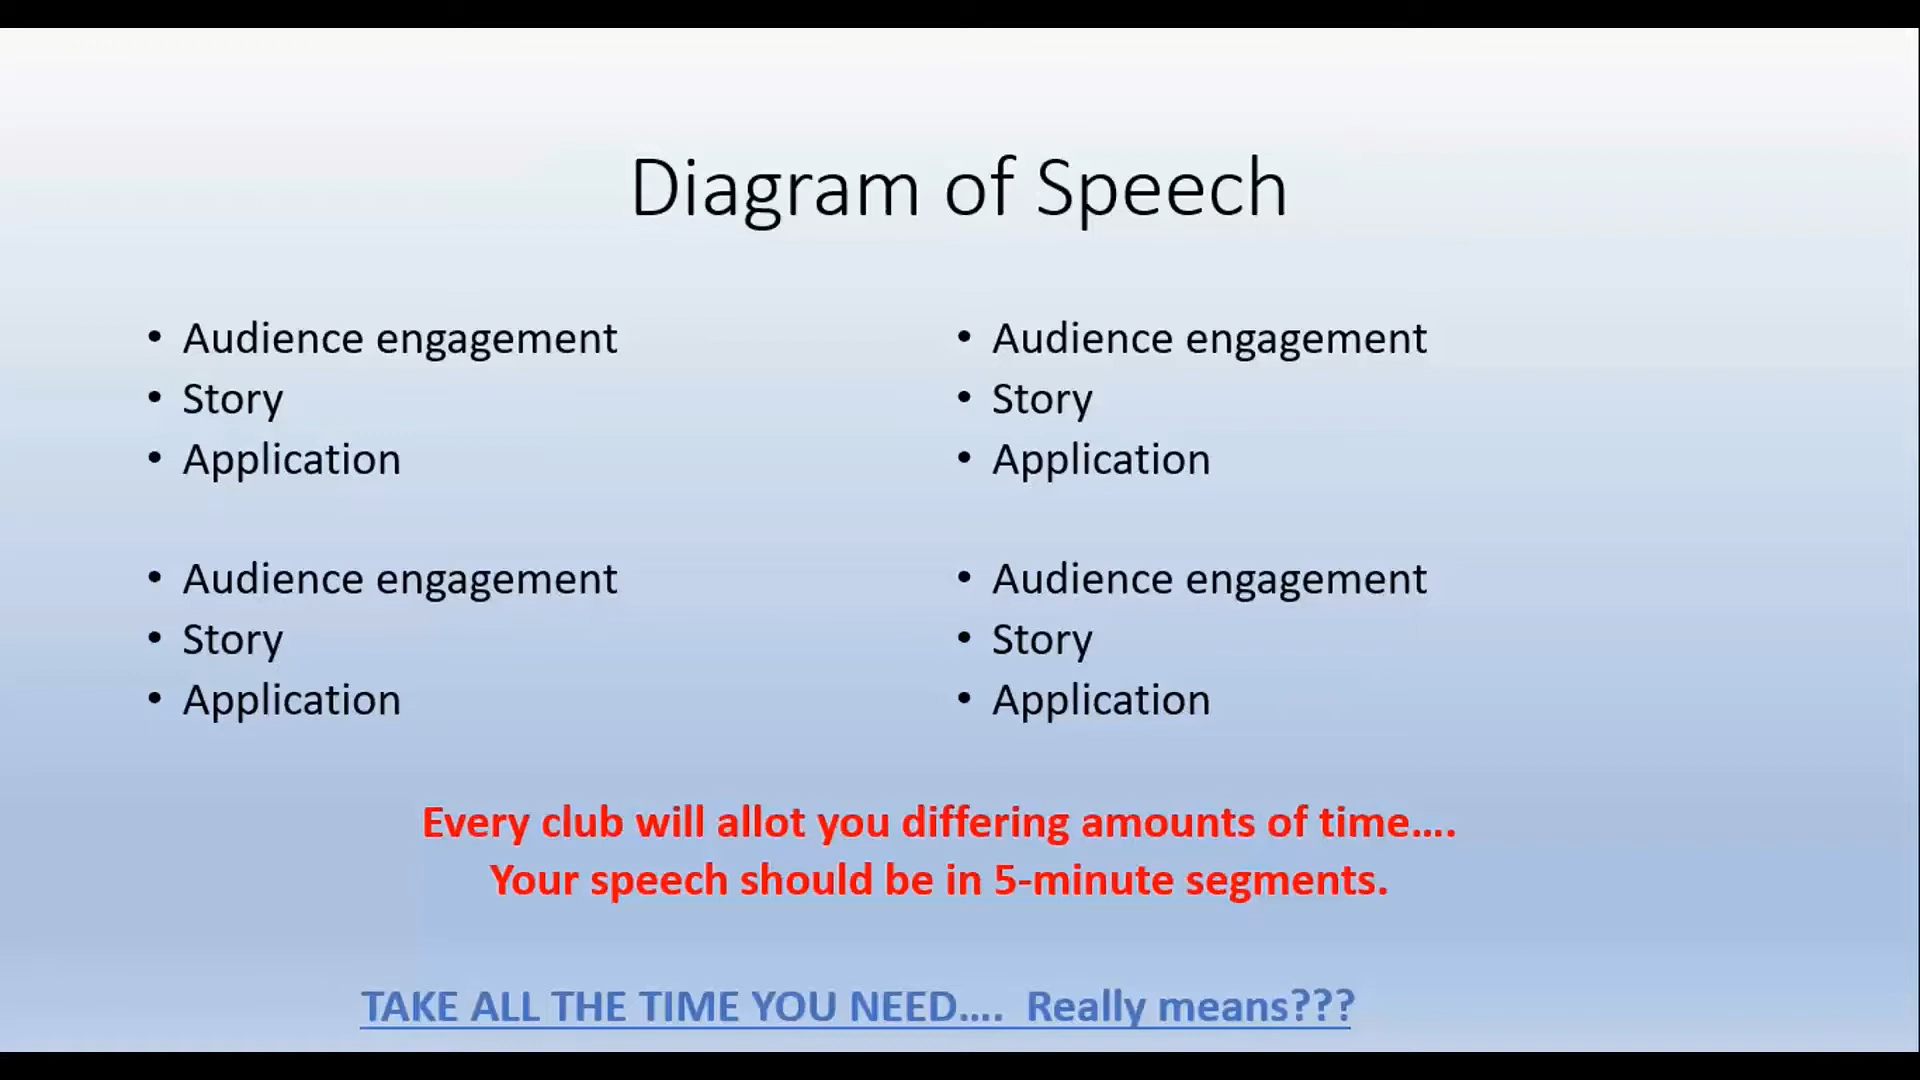 Diagram of Speech
• Audience engagement
• Story
• Application
• Audience engagement
• Story
• Application
• Audience engagement
• Story
• Application
• Audience engagement
• Story
• Application
Every club will allot you differing amounts of time....
Your speech should be in 5-minute segments.
TAKE ALL THE TIME YOU NEED.... Really means???